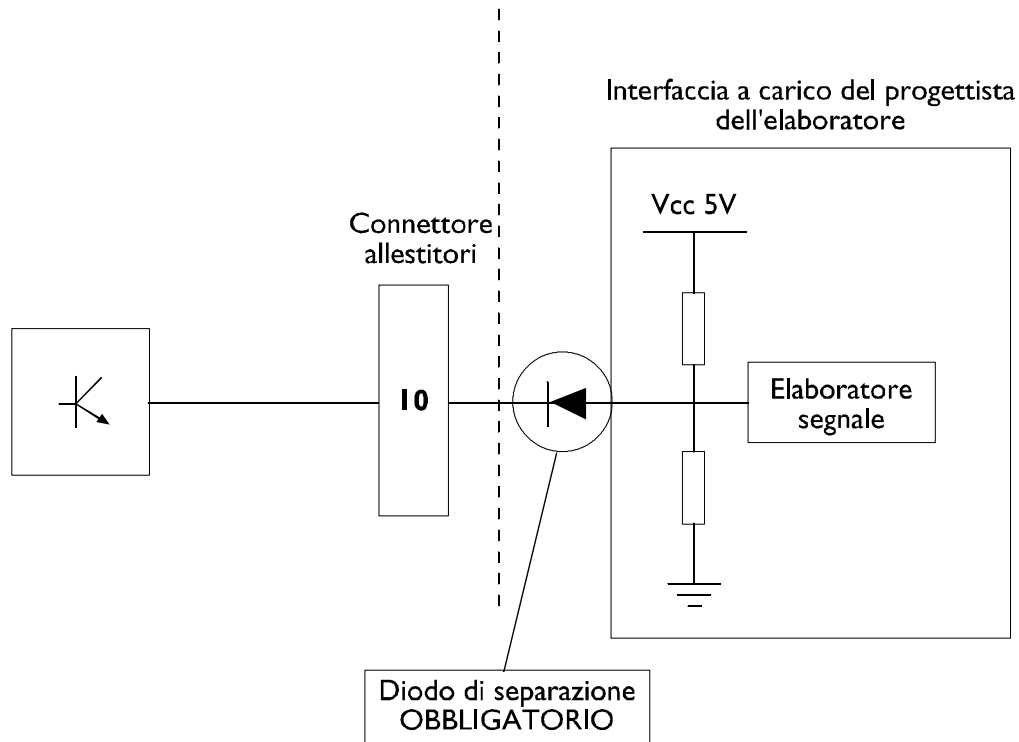 Interfaccia a carico del progettista
dell'elaboratore
Vcc 5V
Connettore
allestitori
10
Elaboratore
segnale
Diodo di separazione
OBBLIGATORIO